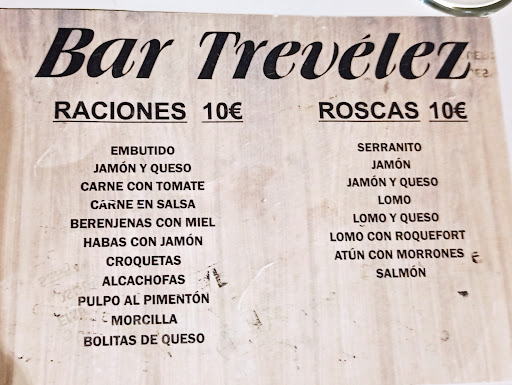 Bar Trevélez
RACIONES 10€
EMBUTIDO
JAMÓN Y QUESO
CARNE CON TOMATE
CARNE EN SALSA
BERENJENAS CON MIEL
HABAS CON JAMÓN
CROQUETAS
ALCACHOFAS
PULPO AL PIMENTÓN
MORCILLA
BOLITAS DE QUESO
ROSCAS 10€
SERRANITO
JAMÓN
JAMÓN Y QUESO
LOMO
LOMO Y QUESO
LOMO CON ROQUEFORT
ATÚN CON MORRONES
SALMÓN